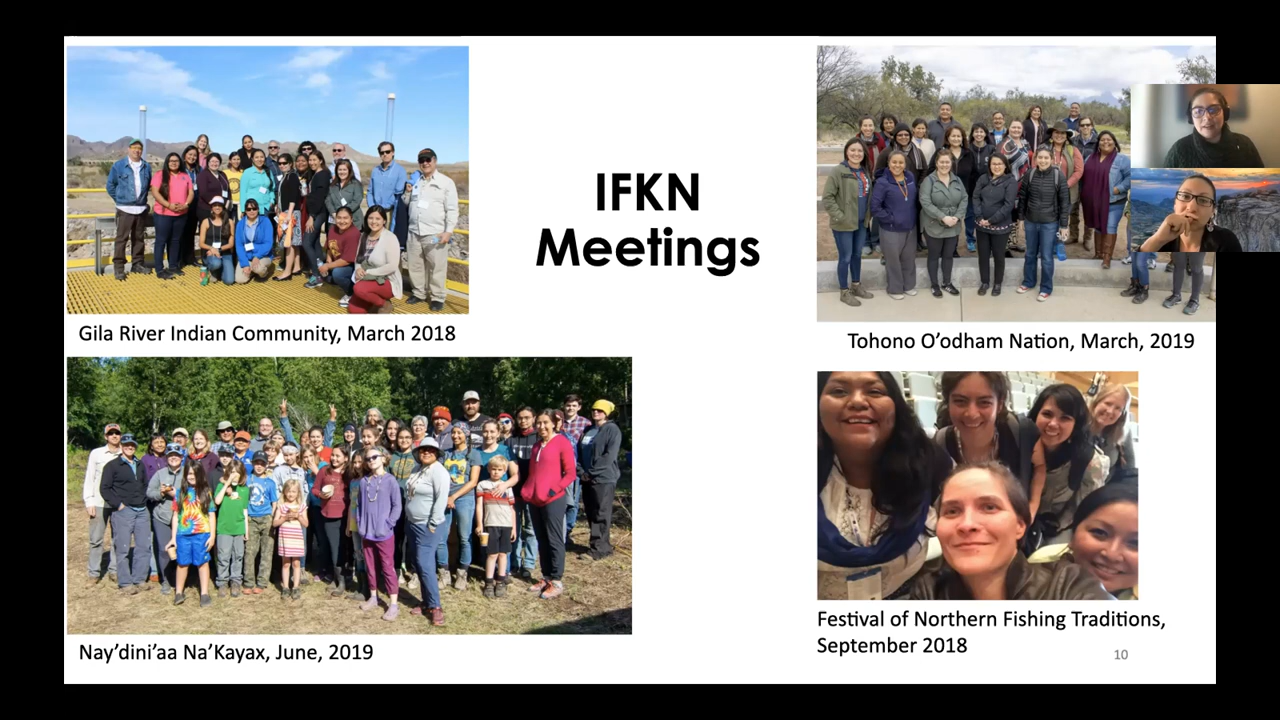 IFKN
Meetings
Gila River Indian Community, March 2018
Tohono O’odham Nation, March, 2019
Nay’dini’aa Na’Kayax, June, 2019
Festival of Northern Fishing Traditions,
September 2018
10